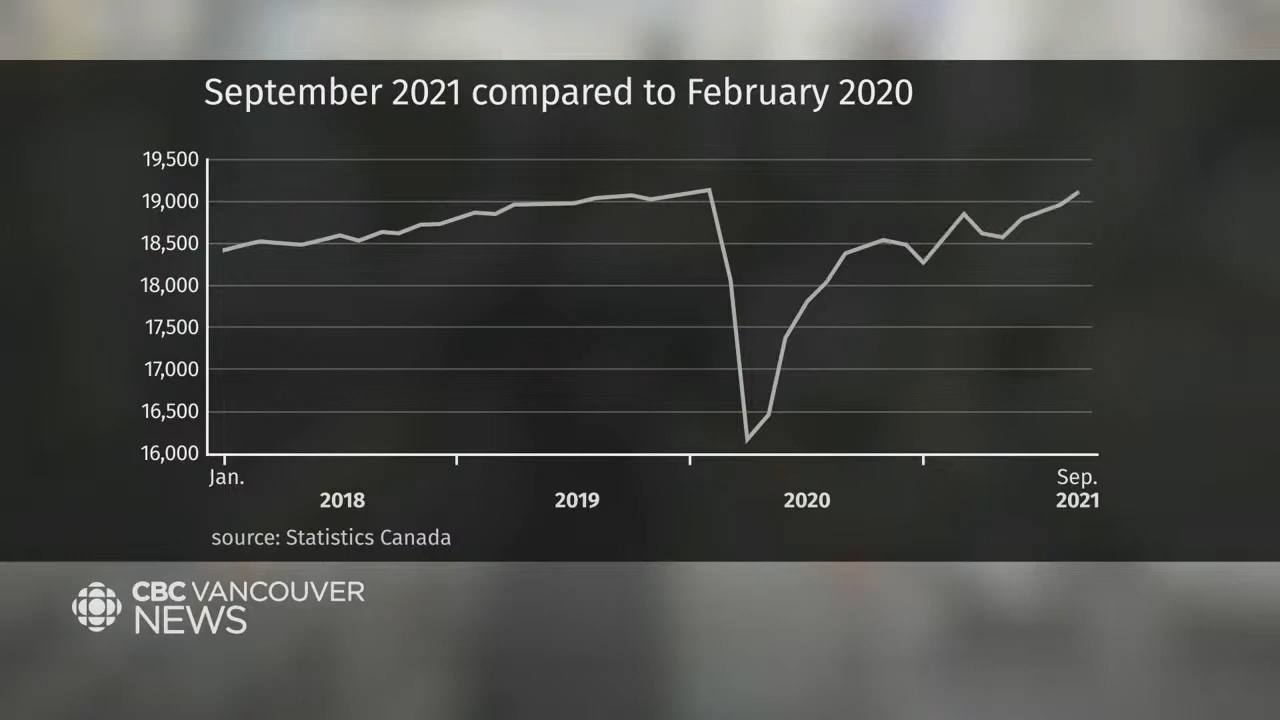 September 2021 compared to February 2020
19,500
19,000
18,500
18,000
17,500
17,000
16,500
16,000
Jan. Sep.
2018 2019 2020 2021
source: Statistics Canada
CBC VANCOUVER
NEWS